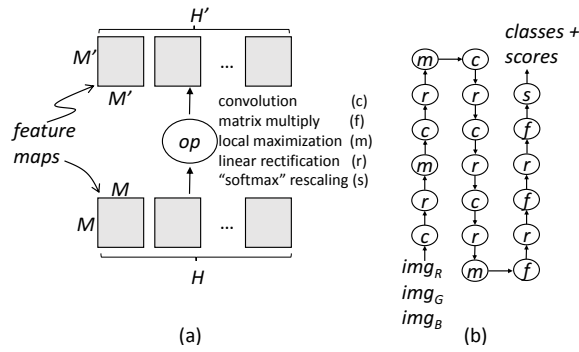 H'
M'
...
M'
feature
maps
op
convolution (c)
matrix multiply (f)
local maximization (m)
linear rectification (r)
"softmax" rescaling (s)
M
M
...
H
(a)
classes +
scores
m c
r r s
c c f
m r r
r c f
c r r
m f
img_R
img_G
img_B
(b)